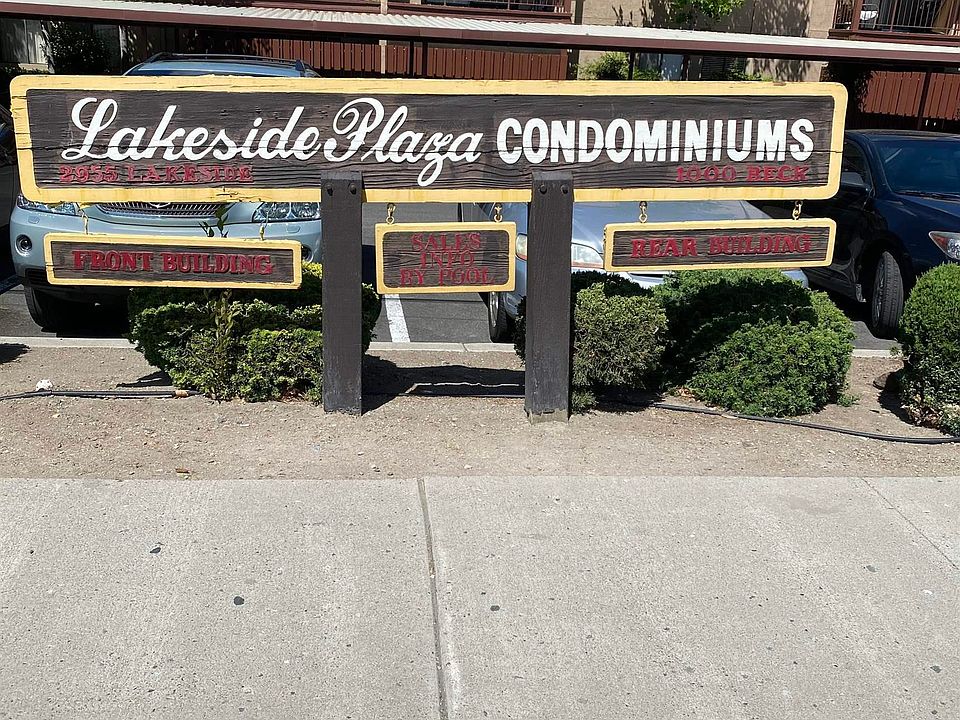 Lakeside Plaza CONDOMINIUMS
2955 LAKESIDE 1000 BECK
FRONT BUILDING
SALES
INFO
BY POOL
REAR BUILDING